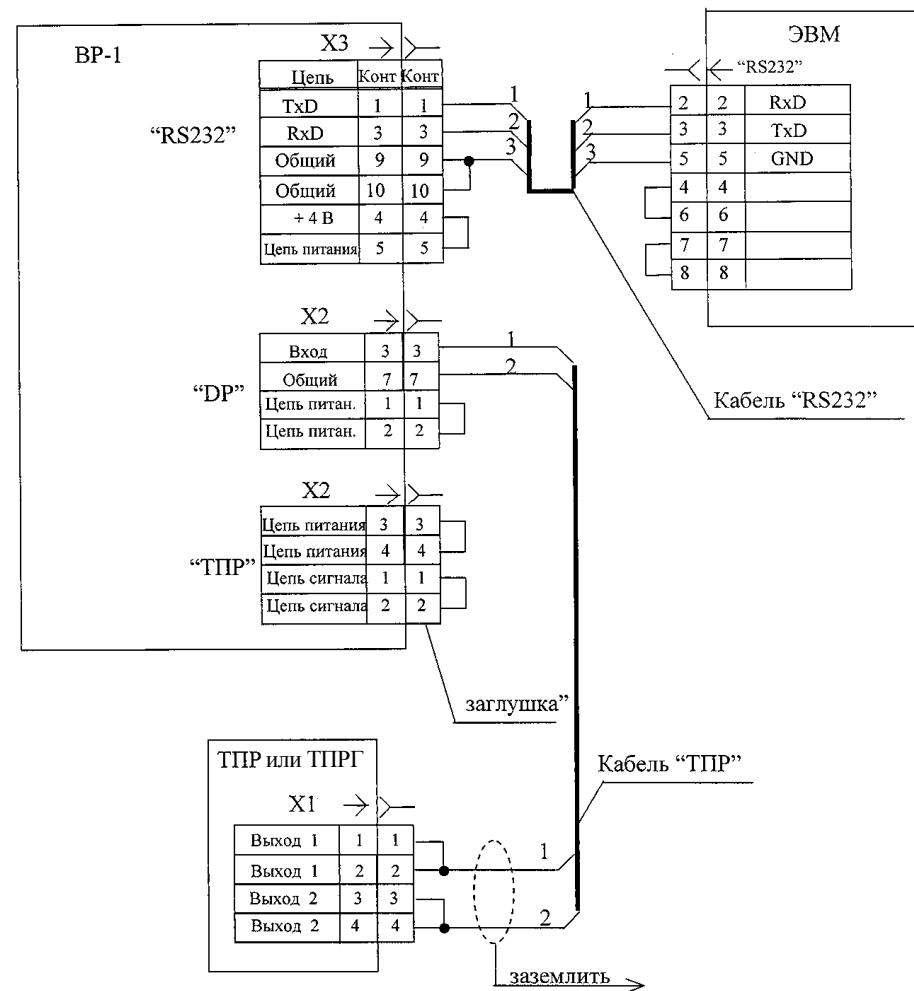 ВР-1
X3
Цепь Конт Конт
TxD 1 1
RxD 3 3
Общий 9 9
Общий 10 10
+ 4 В 4 4
Цепь питания 5 5
“RS232”
1
2
3
1
2
3
ЭВМ
“RS232”
2 2 RxD
3 3 TxD
5 5 GND
4 4
6 6
7 7
8 8
Кабель “RS232”
X2
“DP”
Вход 3 3
Общий 7 7
Цепь питан. 1 1
Цепь питан. 2 2
1
2
X2
“ТПР”
Цепь питания 3 3
Цепь питания 4 4
Цепь сигнала 1 1
Цепь сигнала 2 2
заглушка”
Кабель “ТПР”
ТПР или ТПРГ
X1
Выход 1 1 1
Выход 1 2 2
Выход 2 3 3
Выход 2 4 4
1
2
заземлить